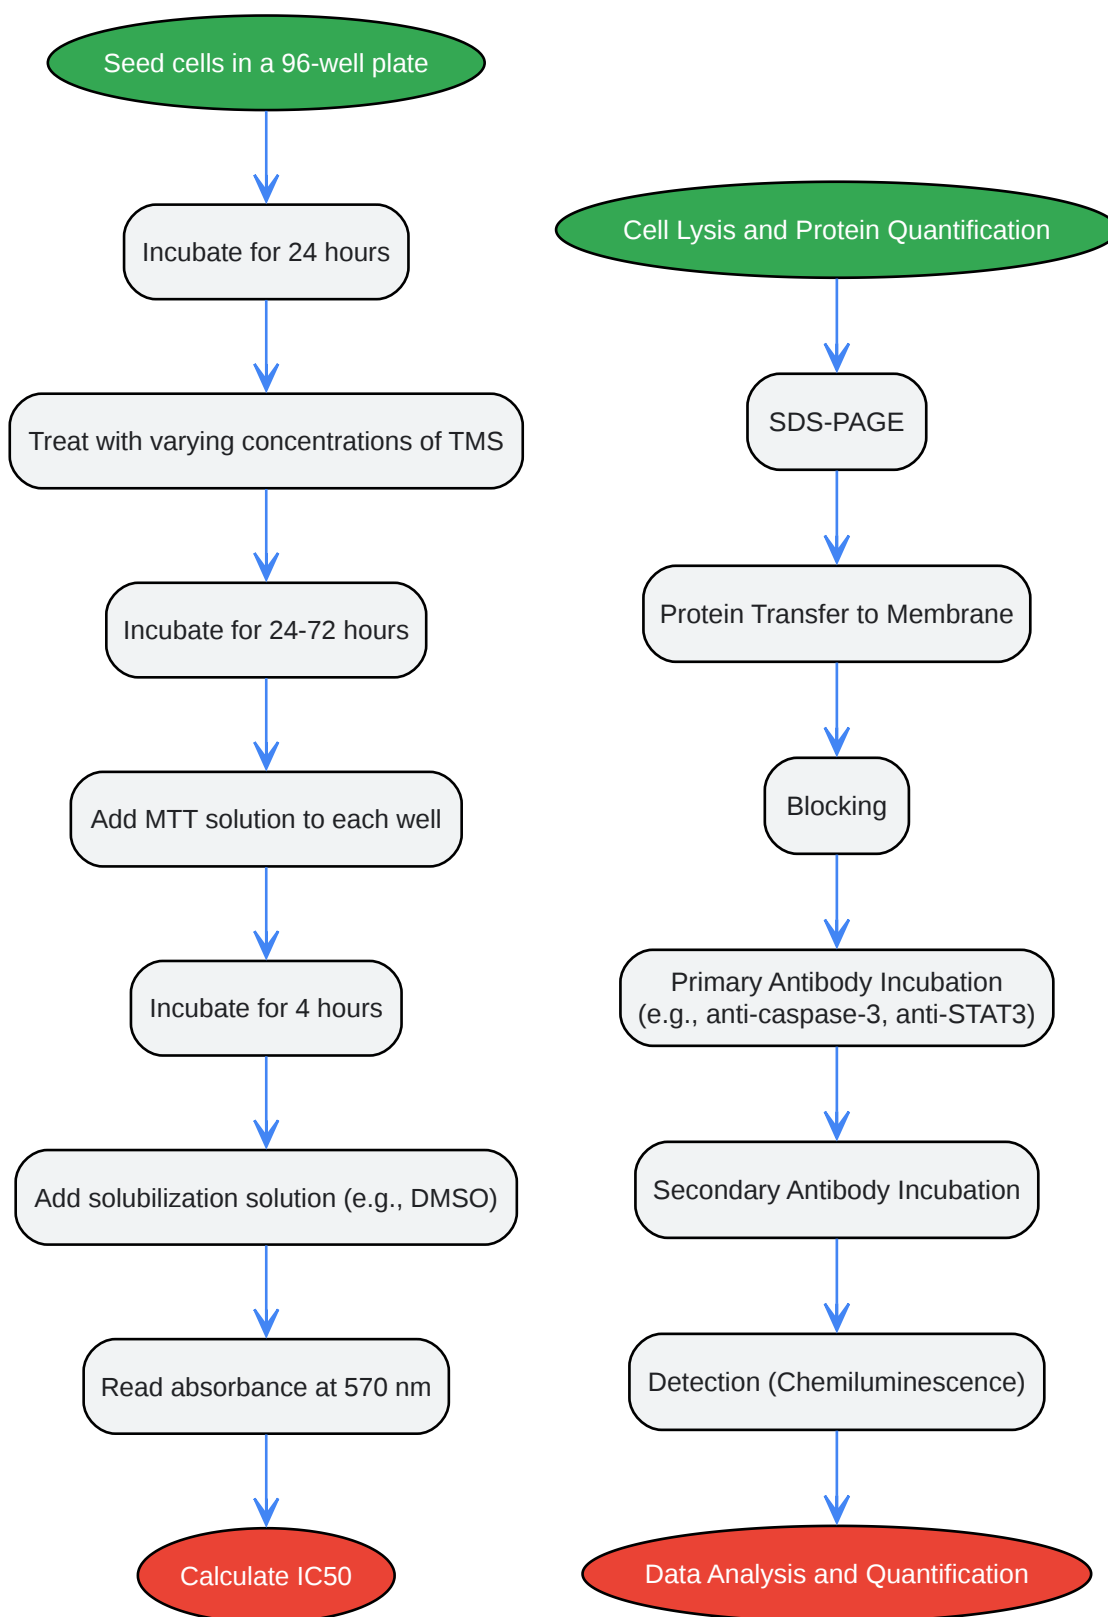 Seed cells in a 96-well plate
Incubate for 24 hours
Treat with varying concentrations of TMS
Incubate for 24-72 hours
Add MTT solution to each well
Incubate for 4 hours
Add solubilization solution (e.g., DMSO)
Read absorbance at 570 nm
Calculate IC50
Cell Lysis and Protein Quantification
SDS-PAGE
Protein Transfer to Membrane
Blocking
Primary Antibody Incubation
(e.g., anti-caspase-3, anti-STAT3)
Secondary Antibody Incubation
Detection (Chemiluminescence)
Data Analysis and Quantification